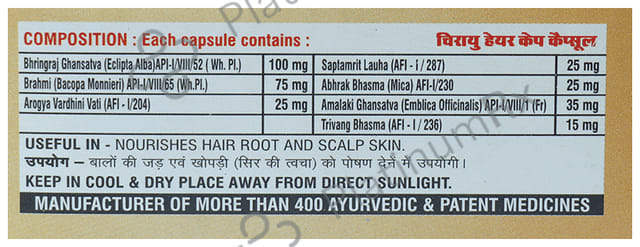 COMPOSITION : Each capsule contains :
चिरायु हेयर केप कैप्सूल
Bhringraj Ghansatva (Eclipta Alba)API-I/VIII/52 ( Wh. Pl.) 100 mg
Brahmi (Bacopa Monnieri) API-I/VIII/65 (Wh.Pl.) 75 mg
Arogya Vardhini Vati (AFI - I/204) 25 mg
Saptamrit Lauha (AFI - I / 287) 25 mg
Abhrak Bhasma (Mica) AFI-I/230 25 mg
Amalaki Ghansatva (Emblica Officinalis) API-I/VIII/1 (Fr) 35 mg
Trivang Bhasma (AFI - I / 236) 15 mg
USEFUL IN - NOURISHES HAIR ROOT AND SCALP SKIN.
उपयोग - बालों की जड़ एवं खोपड़ी (सिर की त्वचा) को पोषण देने में उपयोगी।
KEEP IN COOL & DRY PLACE AWAY FROM DIRECT SUNLIGHT.
MANUFACTURER OF MORE THAN 400 AYURVEDIC & PATENT MEDICINES
PlatinumRx